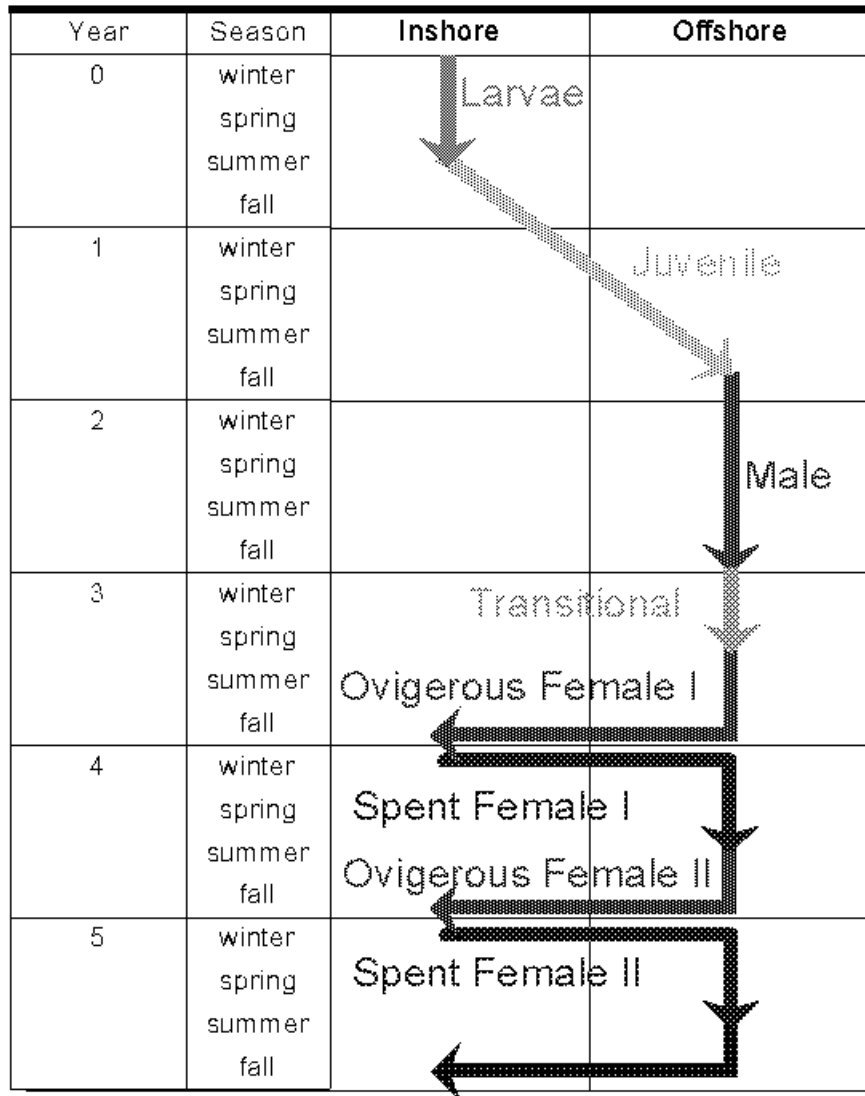 Year Season Inshore Offshore
0 winter Larvae
spring
summer
fall
1 winter Juvenile
spring
summer
fall
2 winter
spring Male
summer
fall
3 winter Transitional
spring
summer Ovigerous Female I
fall
4 winter
spring Spent Female I
summer Ovigerous Female II
fall
5 winter
spring Spent Female II
summer
fall